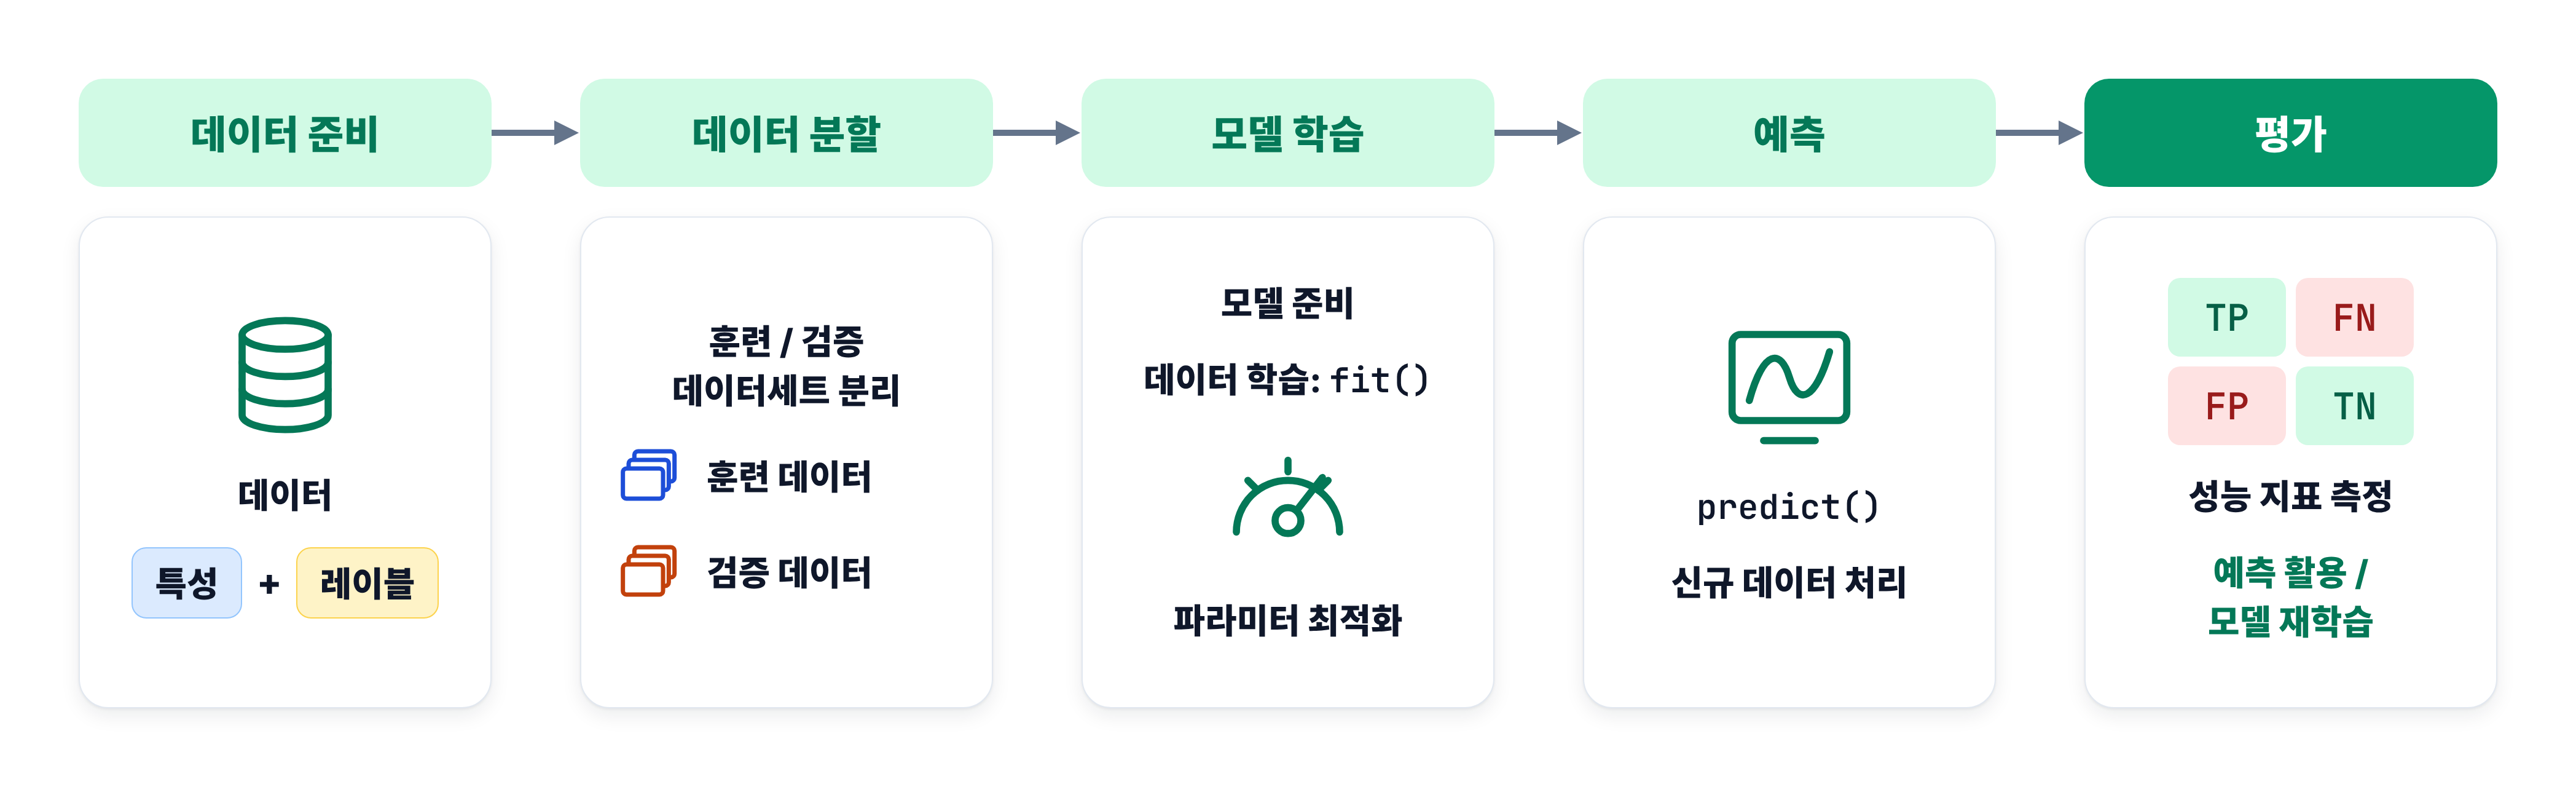 데이터 준비
데이터 분할
모델 학습
예측
평가
데이터
특성 + 레이블
훈련 / 검증
데이터세트 분리
훈련 데이터
검증 데이터
모델 준비
데이터 학습: fit()
파라미터 최적화
predict()
신규 데이터 처리
TP FN
FP TN
성능 지표 측정
예측 활용 /
모델 재학습